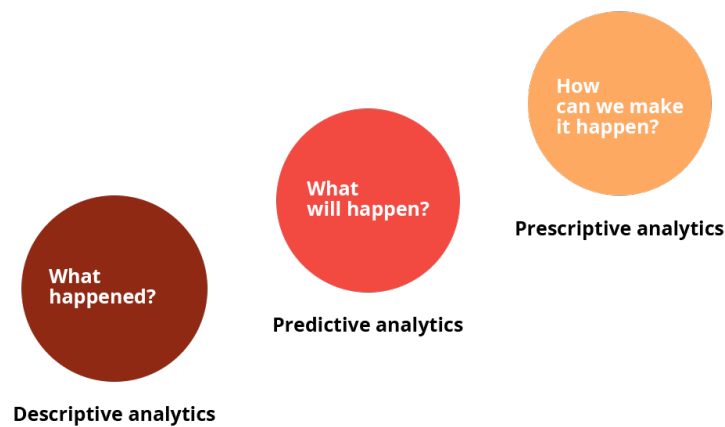 What
happened?
Descriptive analytics
What
will happen?
Predictive analytics
How
can we make
it happen?
Prescriptive analytics